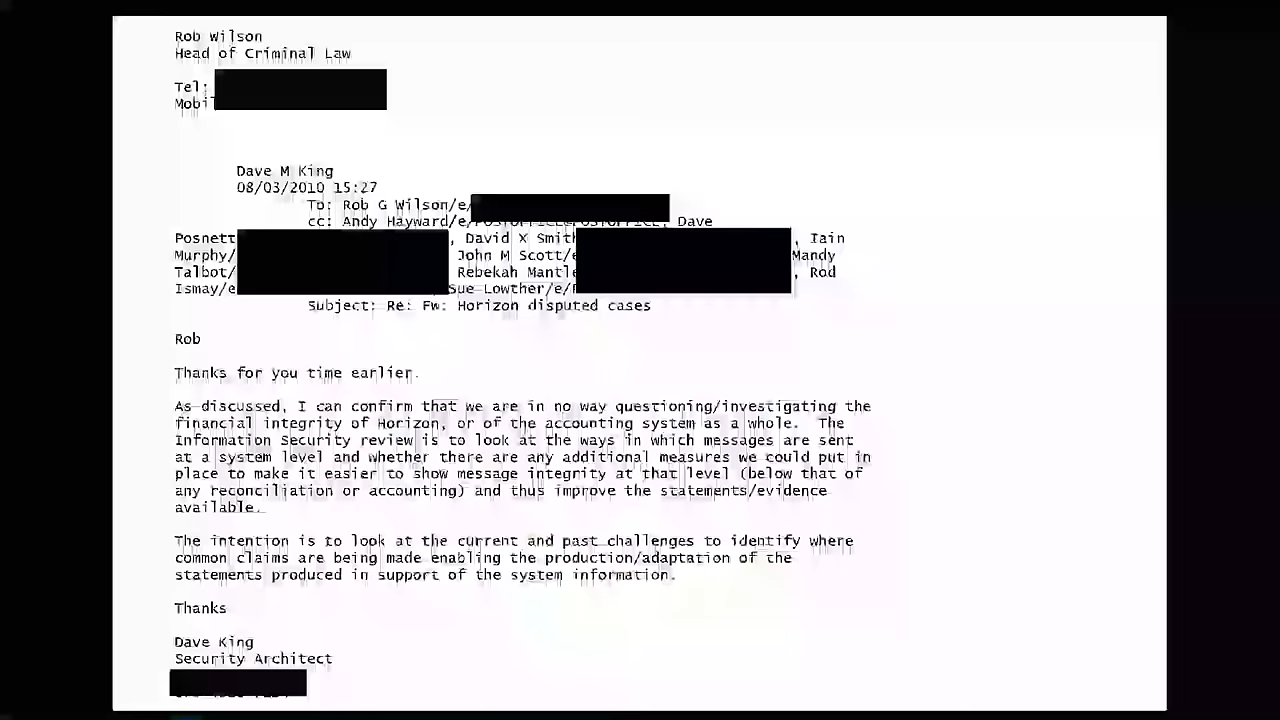 Rob Wilson
Head of Criminal Law
Tel:
Mobil
Dave M King
08/03/2010 15:27
To: Rob G Wilson/e/
cc: Andy Hayward/e/POSTOFFICE@POSTOFFICE, Dave
Posnett , David X Smith , Iain
Murphy/ John M Scott/e Mandy
Talbot/ Rebekah Mantle , Rod
Ismay/e Sue Lowther/e/
Subject: Re: Fw: Horizon disputed cases
Rob
Thanks for you time earlier.
As discussed, I can confirm that we are in no way questioning/investigating the
financial integrity of Horizon, or of the accounting system as a whole. The
Information Security review is to look at the ways in which messages are sent
at a system level and whether there are any additional measures we could put in
place to make it easier to show message integrity at that level (below that of
any reconciliation or accounting) and thus improve the statements/evidence
available.
The intention is to look at the current and past challenges to identify where
common claims are being made enabling the production/adaptation of the
statements produced in support of the system information.
Thanks
Dave King
Security Architect